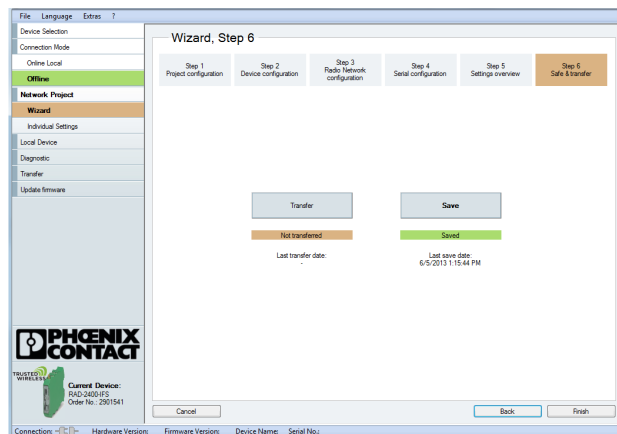 File Language Extras ?
Device Selection
Connection Mode
Online Local
Offline
Network Project
Wizard
Individual Settings
Local Device
Diagnostic
Transfer
Update firmware
Wizard, Step 6
Step 1
Project configuration
Step 2
Device configuration
Step 3
Radio Network
configuration
Step 4
Serial configuration
Step 5
Settings overview
Step 6
Safe & transfer
Transfer
Save
Not transferred
Saved
Last transfer date:
-
Last save date:
6/5/2013 1:15:44 PM
PHŒNIX
CONTACT
TRUSTED
WIRELESS
Current Device:
RAD-2400-IFS
Order No.: 2901541
Cancel
Back
Finish
Connection: Hardware Version: Firmware Version: Device Name: Serial No.: